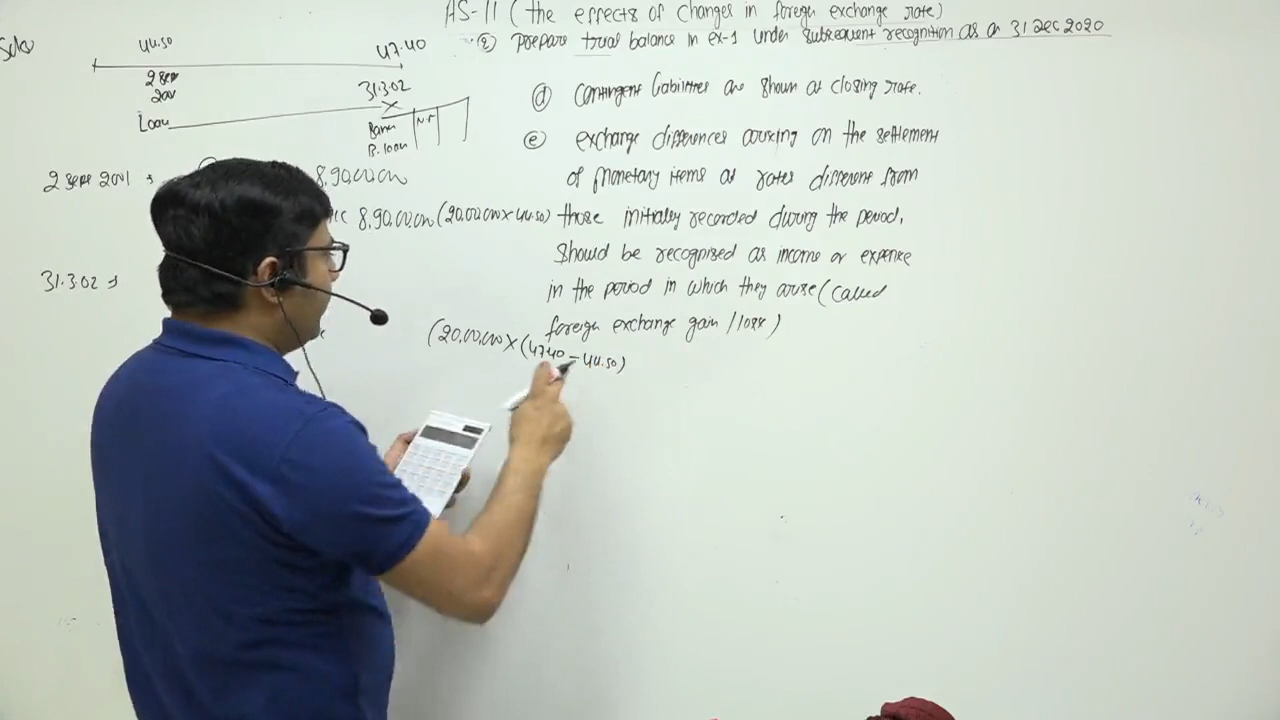 AS-11 (the effects of changes in foreign exchange rate)
Q) Prepare trial balance in ex-1 under subsequent recognition as on 31 Dec 2020
Soln
44.50
47.40
2 Sep
2001
31.3.02
Loan
Bank
B. loan
N.P
(d) Contingent liabilities are shown at closing rate.
(e) exchange differences arising on the settlement
of monetary items at rates different from
those initially recorded during the period,
should be recognised as income or expense
in the period in which they arise (called
foreign exchange gain / loss)
2 Sept 2001 :
8,90,00,000
8,90,00,000 (20,00,000 × 44.50)
31.3.02 :
(20,00,000 × (47.40 - 44.50)